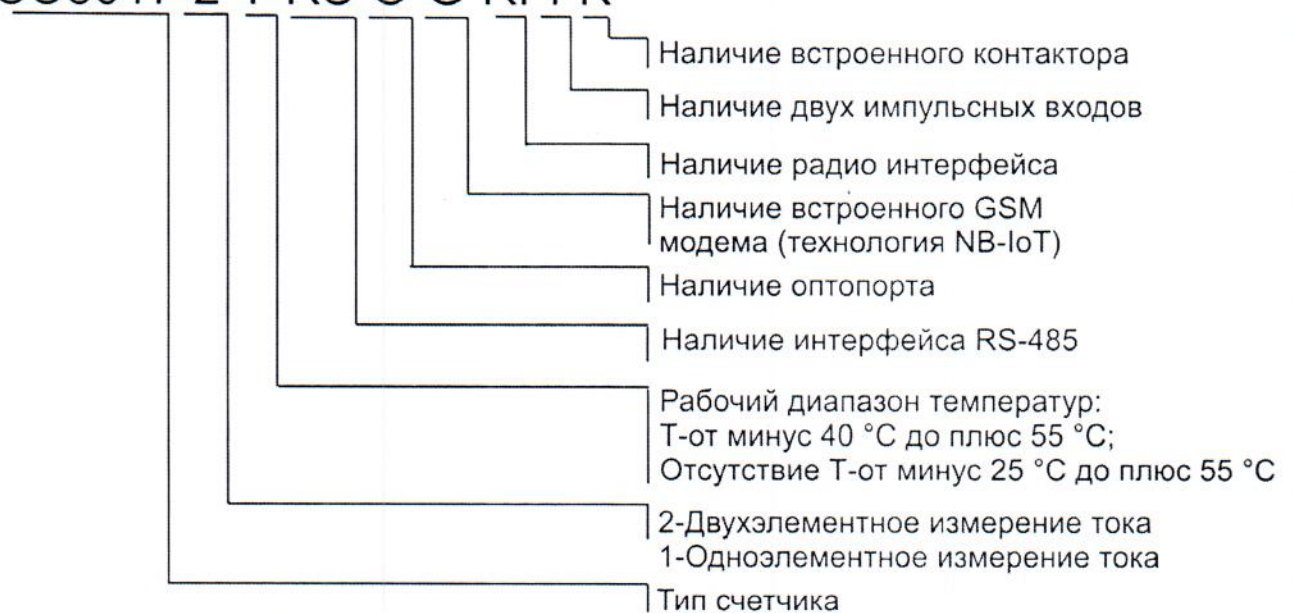 Наличие встроенного контактора
Наличие двух импульсных входов
Наличие радио интерфейса
Наличие встроенного GSM
модема (технология NB-IoT)
Наличие оптопорта
Наличие интерфейса RS-485
Рабочий диапазон температур:
Т-от минус 40 °С до плюс 55 °С;
Отсутствие Т-от минус 25 °С до плюс 55 °С
2-Двухэлементное измерение тока
1-Одноэлементное измерение тока
Тип счетчика